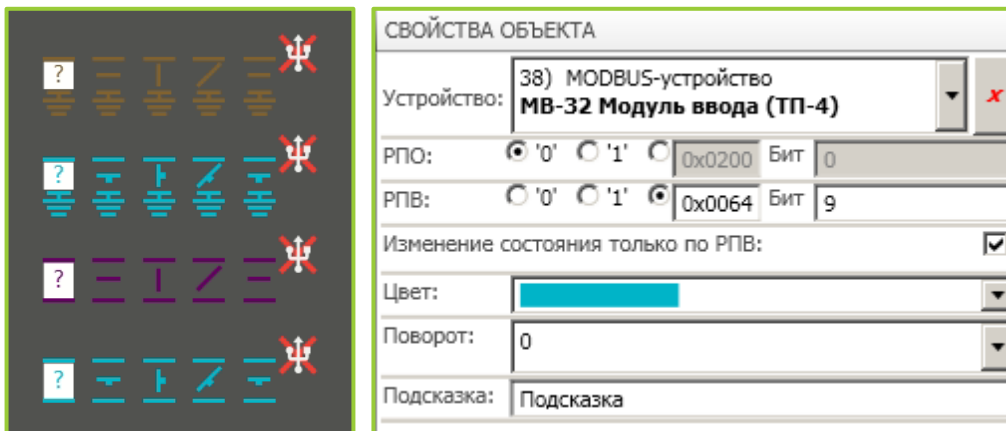 ?
?
?
?
СВОЙСТВА ОБЪЕКТА
Устройство: 38) MODBUS-устройство
МВ-32 Модуль ввода (ТП-4) x
РПО: '0' '1' 0x0200 Бит 0
РПВ: '0' '1' 0x0064 Бит 9
Изменение состояния только по РПВ:
Цвет:
Поворот: 0
Подсказка: Подсказка